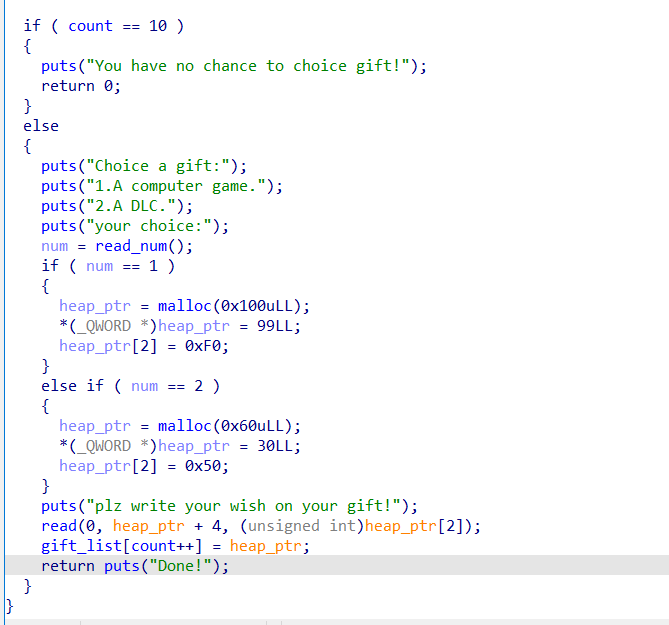 if ( count == 10 )
{
puts("You have no chance to choice gift!");
return 0;
}
else
{
puts("Choice a gift:");
puts("1.A computer game.");
puts("2.A DLC.");
puts("your choice:");
num = read_num();
if ( num == 1 )
{
heap_ptr = malloc(0x100uLL);
*(_QWORD *)heap_ptr = 99LL;
heap_ptr[2] = 0xF0;
}
else if ( num == 2 )
{
heap_ptr = malloc(0x60uLL);
*(_QWORD *)heap_ptr = 30LL;
heap_ptr[2] = 0x50;
}
puts("plz write your wish on your gift!");
read(0, heap_ptr + 4, (unsigned int)heap_ptr[2]);
gift_list[count++] = heap_ptr;
return puts("Done!");
}
}